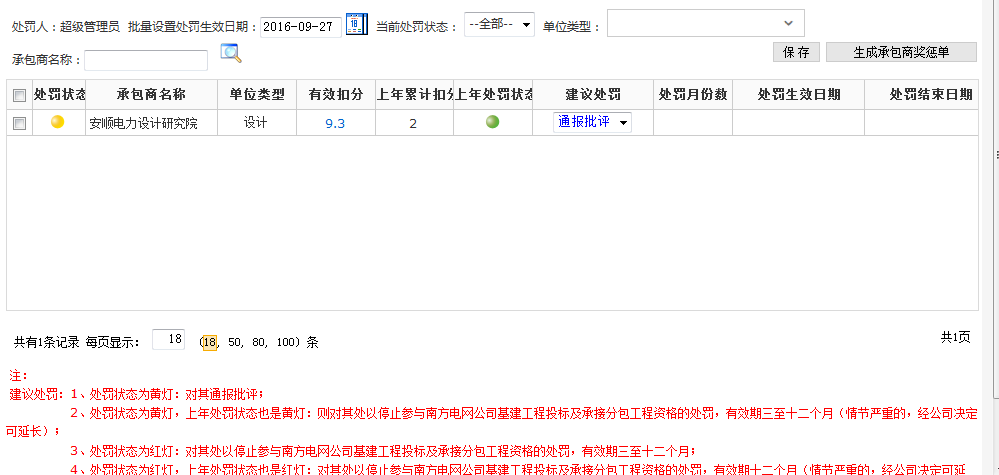 处罚人：超级管理员 批量设置处罚生效日期：2016-09-27 18 当前处罚状态： --全部-- 单位类型：
承包商名称： 保 存 生成承包商奖惩单
处罚状态 承包商名称 单位类型 有效扣分 上年累计扣分 上年处罚状态 建议处罚 处罚月份数 处罚生效日期 处罚结束日期
安顺电力设计研究院 设计 9.3 2 通报批评
共有1条记录 每页显示： 18 （18, 50, 80, 100）条 共1页
注：
建议处罚：1、处罚状态为黄灯：对其通报批评；
2、处罚状态为黄灯，上年处罚状态也是黄灯：则对其处以停止参与南方电网公司基建工程投标及承接分包工程资格的处罚，有效期三至十二个月（情节严重的，经公司决定
可延长）；
3、处罚状态为红灯：对其处以停止参与南方电网公司基建工程投标及承接分包工程资格的处罚，有效期三至十二个月；
4、处罚状态为红灯，上年处罚状态也是红灯：对其处以停止参与南方电网公司基建工程投标及承接分包工程资格的处罚，有效期十二个月（情节严重的，经公司决定可延